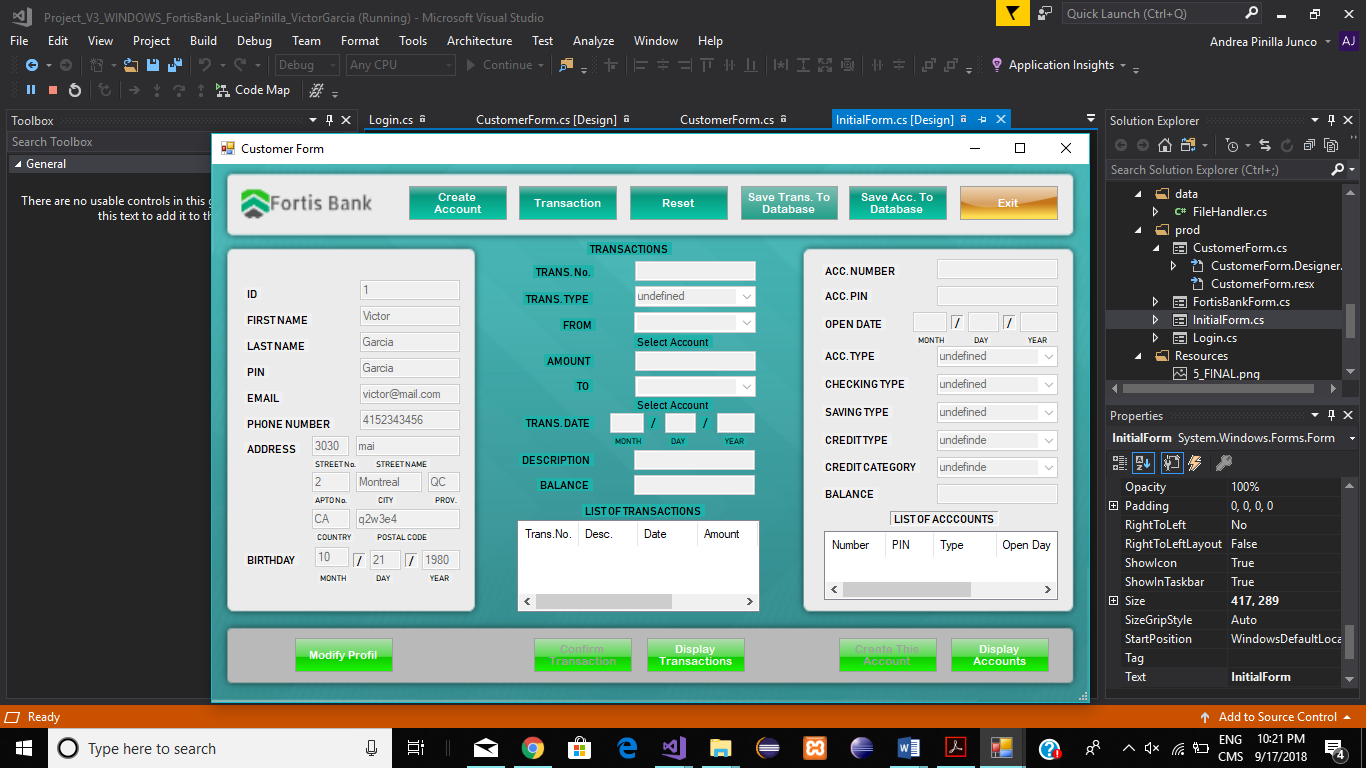 Project_V3_WINDOWS_FortisBank_LuciaPinilla_VictorGarcia (Running) - Microsoft Visual Studio
Quick Launch (Ctrl+Q)
File Edit View Project Build Debug Team Format Tools Architecture Test Analyze Window Help
Andrea Pinilla Junco AJ
Debug Any CPU Continue Application Insights
Code Map
Toolbox
Login.cs CustomerForm.cs [Design] CustomerForm.cs InitialForm.cs [Design]
Solution Explorer
Search Toolbox
Search Solution Explorer (Ctrl+;)
General
There are no usable controls in this g
this text to add it to th
Customer Form
Fortis Bank
Create
Account
Transaction
Reset
Save Trans. To
Database
Save Acc. To
Database
Exit
ID 1
FIRST NAME Victor
LAST NAME Garcia
PIN Garcia
EMAIL victor@mail.com
PHONE NUMBER 4152343456
ADDRESS 3030 mai
STREET No. STREET NAME
2 Montreal QC
APTO No. CITY PROV.
CA q2w3e4
COUNTRY POSTAL CODE
BIRTHDAY 10 / 21 / 1980
MONTH DAY YEAR
TRANSACTIONS
TRANS. No.
TRANS. TYPE undefined
FROM
Select Account
AMOUNT
TO
Select Account
TRANS. DATE / /
MONTH DAY YEAR
DESCRIPTION
BALANCE
LIST OF TRANSACTIONS
Trans.No. Desc. Date Amount
ACC. NUMBER
ACC. PIN
OPEN DATE / /
MONTH DAY YEAR
ACC. TYPE undefined
CHECKING TYPE undefined
SAVING TYPE undefined
CREDIT TYPE undefinde
CREDIT CATEGORY undefinde
BALANCE
LIST OF ACCCOUNTS
Number PIN Type Open Day
Modify Profil
Confirm
Transaction
Display
Transactions
Create This
Account
Display
Accounts
data
C# FileHandler.cs
prod
CustomerForm.cs
CustomerForm.Designer.
CustomerForm.resx
FortisBankForm.cs
InitialForm.cs
Login.cs
Resources
5_FINAL.png
Properties
InitialForm System.Windows.Forms.Form
Opacity 100%
Padding 0, 0, 0, 0
RightToLeft No
RightToLeftLayout False
ShowIcon True
ShowInTaskbar True
Size 417, 289
SizeGripStyle Auto
StartPosition WindowsDefaultLoca
Tag
Text InitialForm
Ready
Add to Source Control
Type here to search
ENG
CMS
10:21 PM
9/17/2018
4